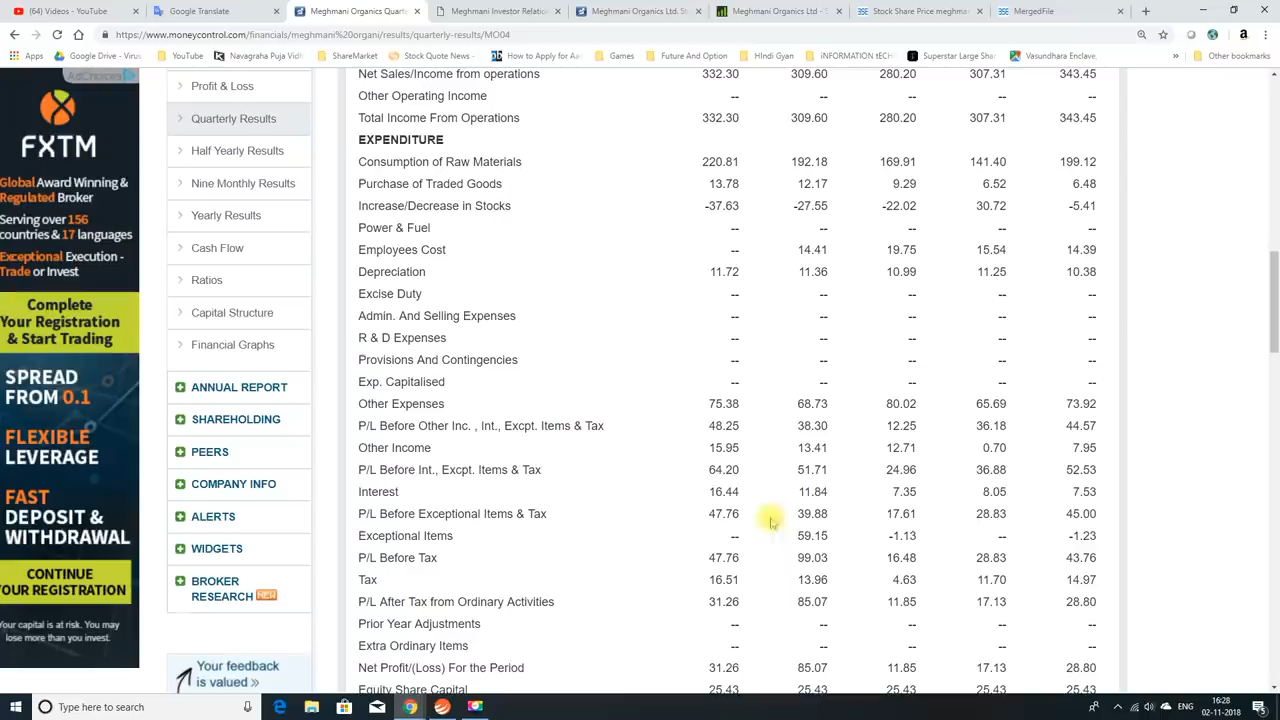 (64) Videos - YouTube
Google Translate
Meghmani Organics Quarte
Meghmani Investor Relation
Meghmani Organics Ltd. St
Meghmani Organics Ltd -
Stock Share Price meghma
MergedFile
https://www.moneycontrol.com/financials/meghmani%20organi/results/quarterly-results/MO04
Apps
Google Drive - Virus
YouTube
Navagraha Puja Vidh
ShareMarket
Stock Quote News -
How to Apply for Aa
Games
Future And Option
HIndi Gyan
iNFORMATION tECH
Superstar Large Shar
Vasundhara Enclave,
Other bookmarks
AdChoices
FXTM
Global Award Winning &
Regulated Broker
Serving over 156
countries & 17 languages
Exceptional Execution -
Trade or Invest
Complete
Your Registration
& Start Trading
SPREAD
FROM 0.1
FLEXIBLE
LEVERAGE
FAST
DEPOSIT &
WITHDRAWAL
CONTINUE
YOUR REGISTRATION
Your capital is at risk. You may
lose more than you invest.
Profit & Loss
Quarterly Results
Half Yearly Results
Nine Monthly Results
Yearly Results
Cash Flow
Ratios
Capital Structure
Financial Graphs
ANNUAL REPORT
SHAREHOLDING
PEERS
COMPANY INFO
ALERTS
WIDGETS
BROKER
RESEARCH NEW
Your feedback
is valued »
Net Sales/Income from operations 332.30 309.60 280.20 307.31 343.45
Other Operating Income -- -- -- -- --
Total Income From Operations 332.30 309.60 280.20 307.31 343.45
EXPENDITURE
Consumption of Raw Materials 220.81 192.18 169.91 141.40 199.12
Purchase of Traded Goods 13.78 12.17 9.29 6.52 6.48
Increase/Decrease in Stocks -37.63 -27.55 -22.02 30.72 -5.41
Power & Fuel -- -- -- -- --
Employees Cost -- 14.41 19.75 15.54 14.39
Depreciation 11.72 11.36 10.99 11.25 10.38
Excise Duty -- -- -- -- --
Admin. And Selling Expenses -- -- -- -- --
R & D Expenses -- -- -- -- --
Provisions And Contingencies -- -- -- -- --
Exp. Capitalised -- -- -- -- --
Other Expenses 75.38 68.73 80.02 65.69 73.92
P/L Before Other Inc. , Int., Excpt. Items & Tax 48.25 38.30 12.25 36.18 44.57
Other Income 15.95 13.41 12.71 0.70 7.95
P/L Before Int., Excpt. Items & Tax 64.20 51.71 24.96 36.88 52.53
Interest 16.44 11.84 7.35 8.05 7.53
P/L Before Exceptional Items & Tax 47.76 39.88 17.61 28.83 45.00
Exceptional Items -- 59.15 -1.13 -- -1.23
P/L Before Tax 47.76 99.03 16.48 28.83 43.76
Tax 16.51 13.96 4.63 11.70 14.97
P/L After Tax from Ordinary Activities 31.26 85.07 11.85 17.13 28.80
Prior Year Adjustments -- -- -- -- --
Extra Ordinary Items -- -- -- -- --
Net Profit/(Loss) For the Period 31.26 85.07 11.85 17.13 28.80
Equity Share Capital 25.43 25.43 25.43 25.43 25.43
Type here to search
16:28
02-11-2018